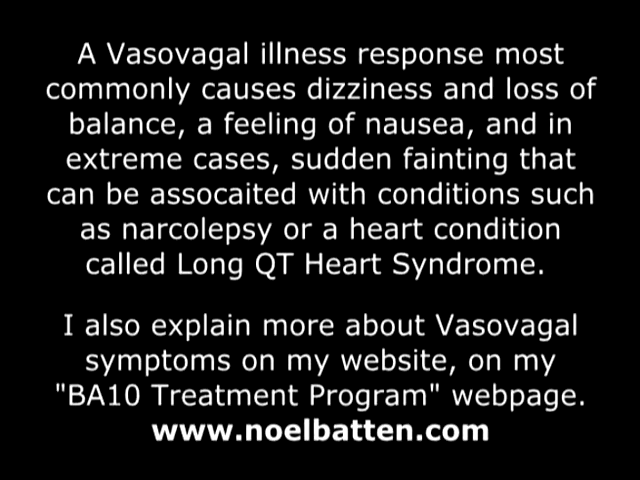 A Vasovagal illness response most
commonly causes dizziness and loss of
balance, a feeling of nausea, and in
extreme cases, sudden fainting that
can be assocaited with conditions such
as narcolepsy or a heart condition
called Long QT Heart Syndrome.
I also explain more about Vasovagal
symptoms on my website, on my
"BA10 Treatment Program" webpage.
www.noelbatten.com